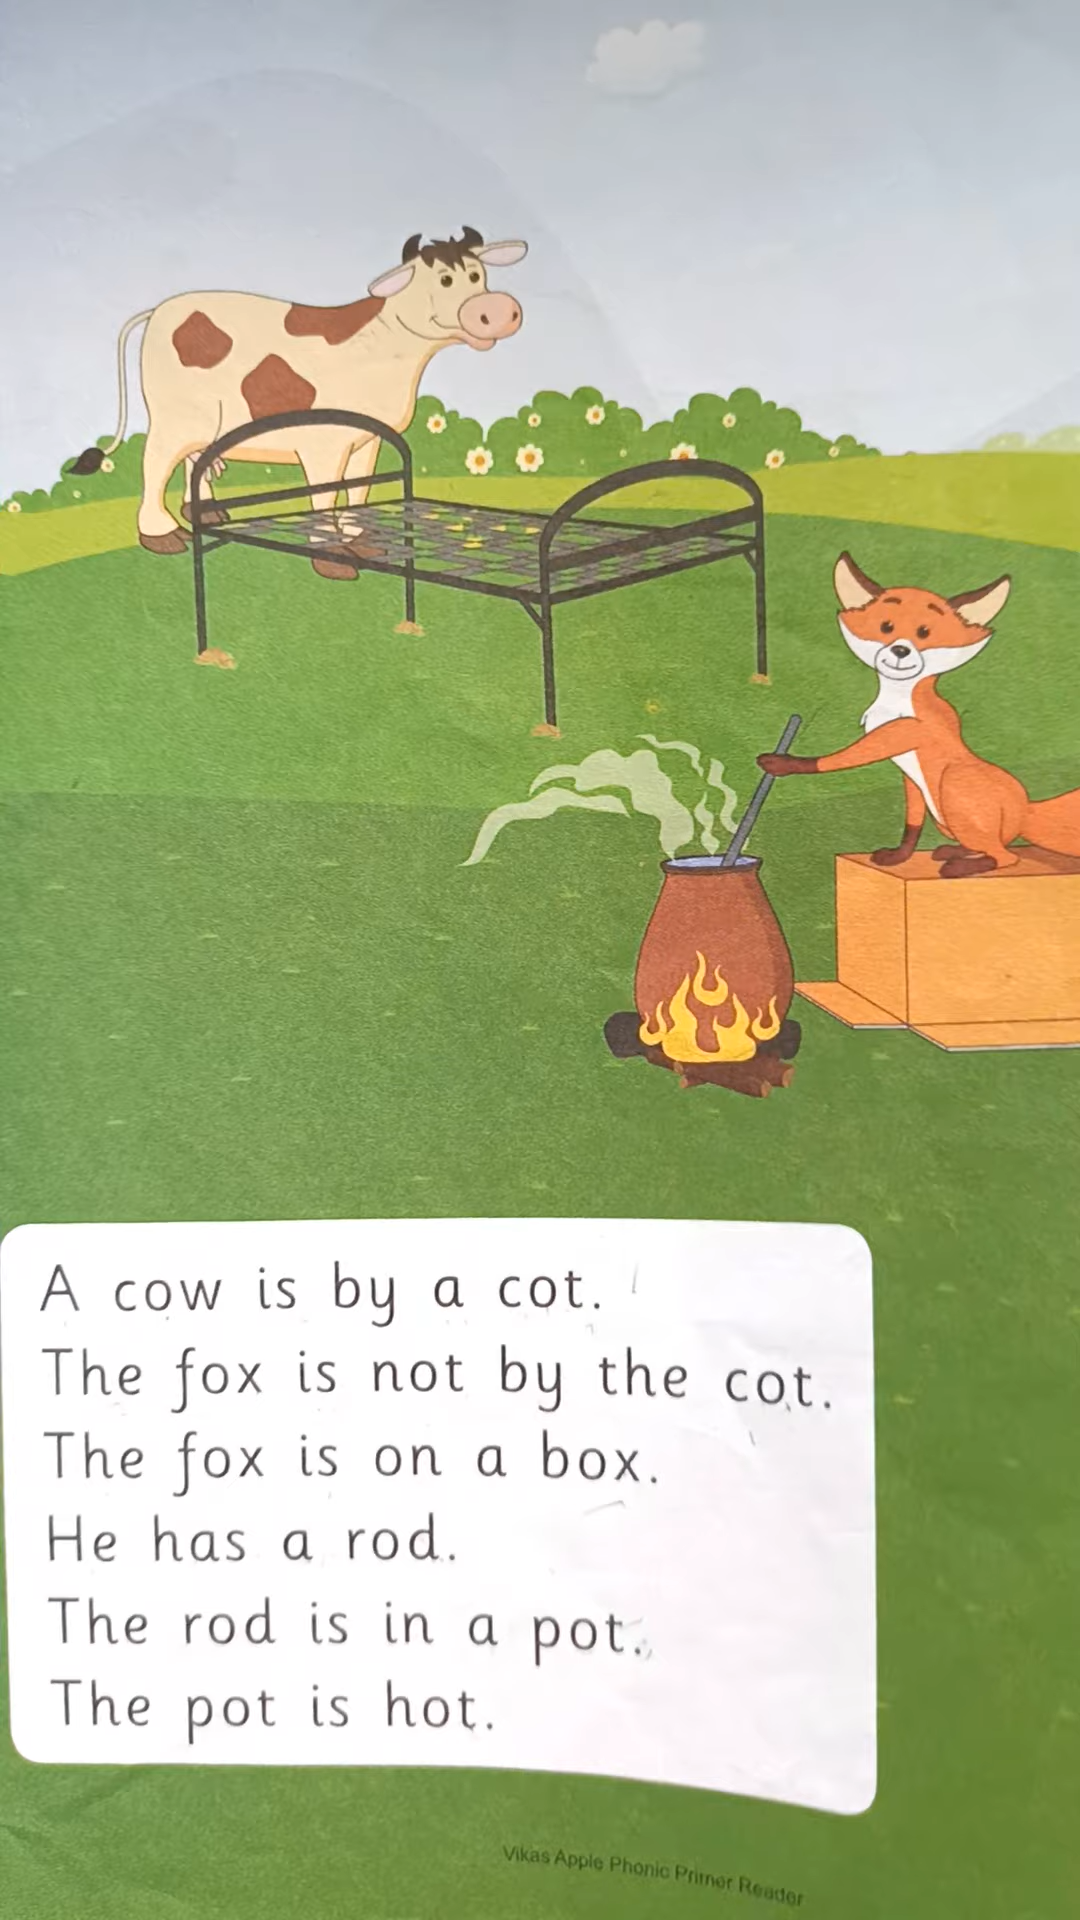 A cow is by a cot.
The fox is not by the cot.
The fox is on a box.
He has a rod.
The rod is in a pot.
The pot is hot.
Vikas Apple Phonic Primer Reader